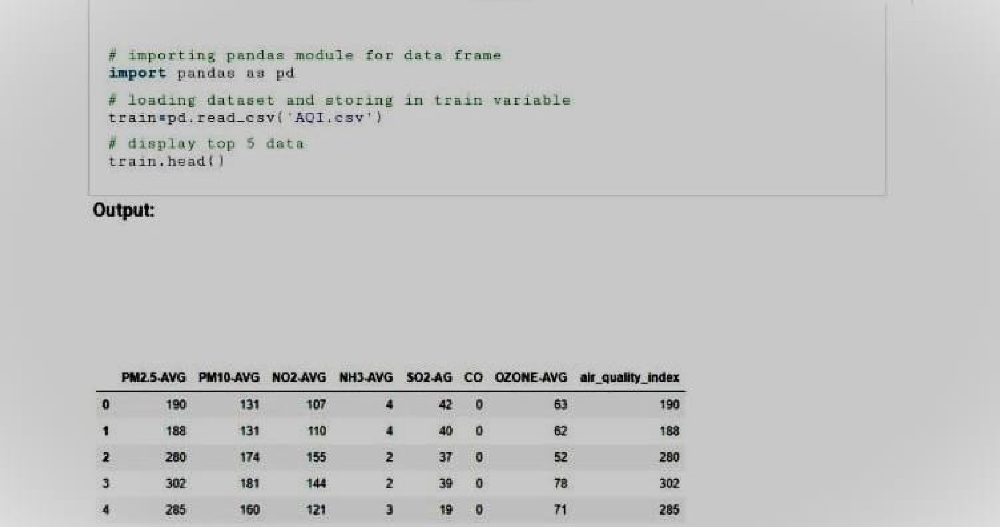 # importing pandas module for data frame
import pandas as pd
# loading dataset and storing in train variable
train=pd.read_csv('AQI.csv')
# display top 5 data
train.head()
Output:
PM2.5-AVG PM10-AVG NO2-AVG NH3-AVG SO2-AG CO OZONE-AVG air_quality_index
0 190 131 107 4 42 0 63 190
1 188 131 110 4 40 0 62 188
2 280 174 155 2 37 0 52 280
3 302 181 144 2 39 0 78 302
4 285 160 121 3 19 0 71 285